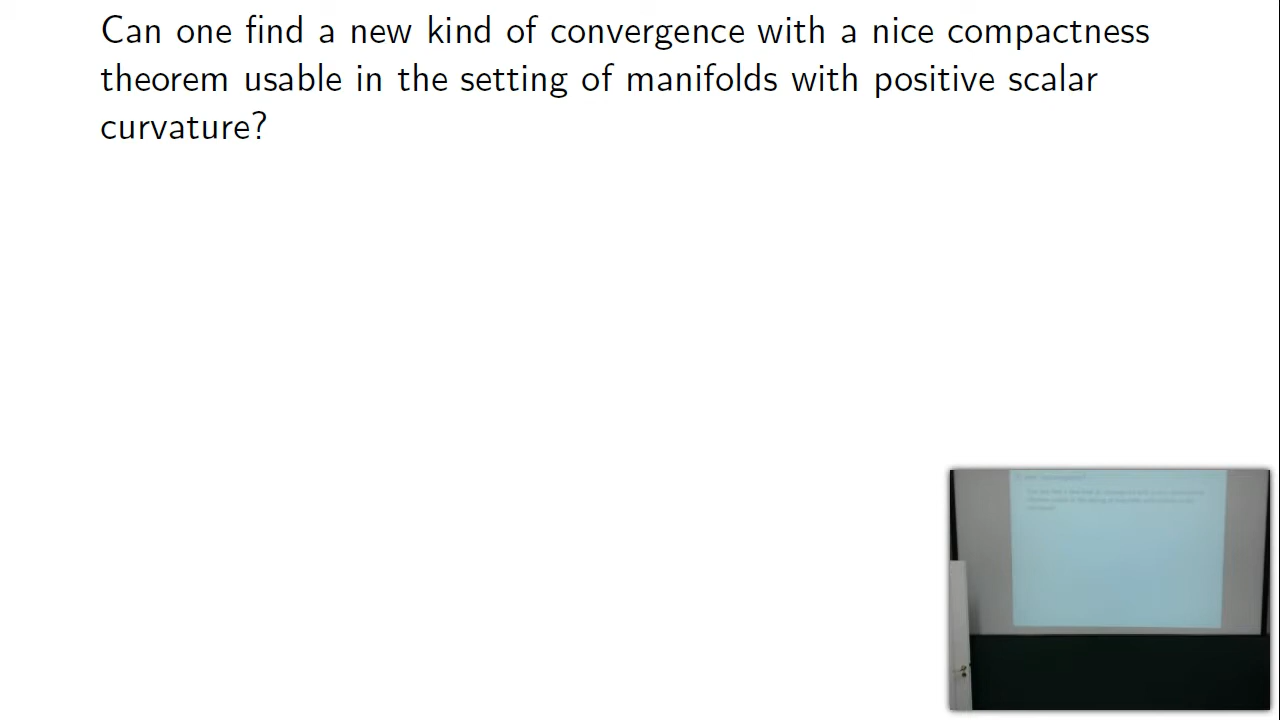 Can one find a new kind of convergence with a nice compactness
theorem usable in the setting of manifolds with positive scalar
curvature?